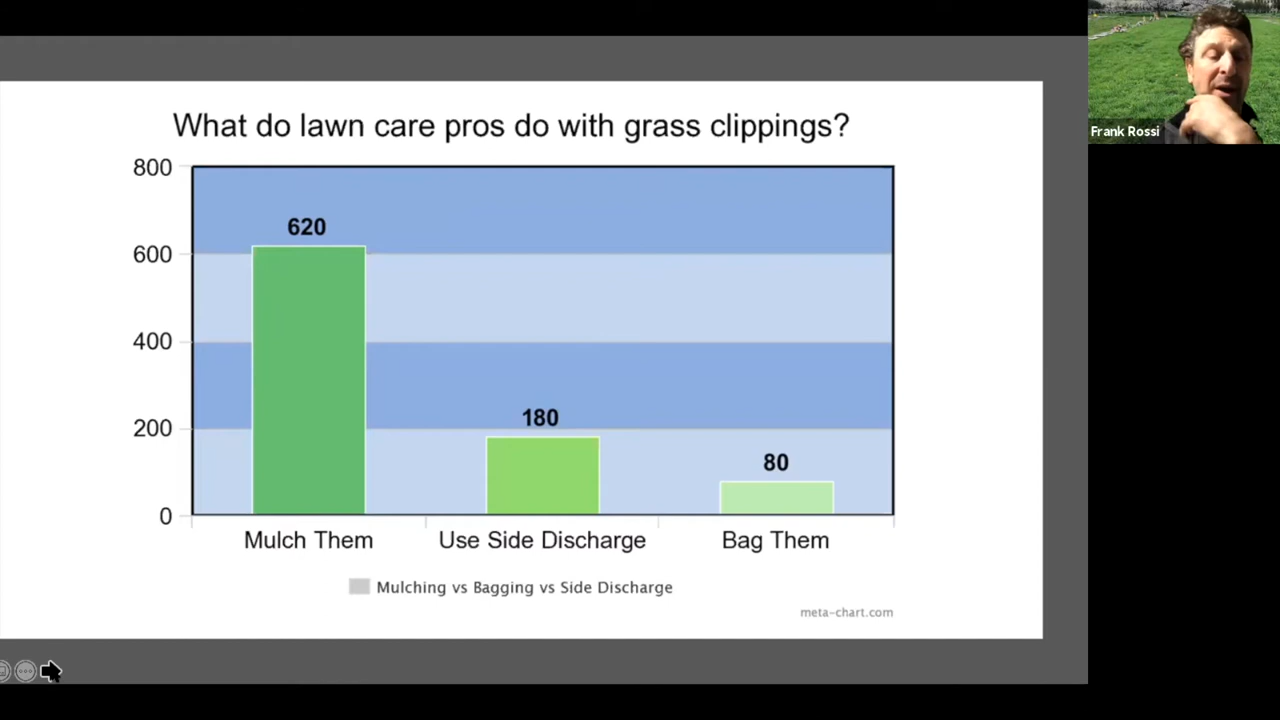 What do lawn care pros do with grass clippings?
800
600
400
200
0
620
180
80
Mulch Them
Use Side Discharge
Bag Them
Mulching vs Bagging vs Side Discharge
meta-chart.com
Frank Rossi